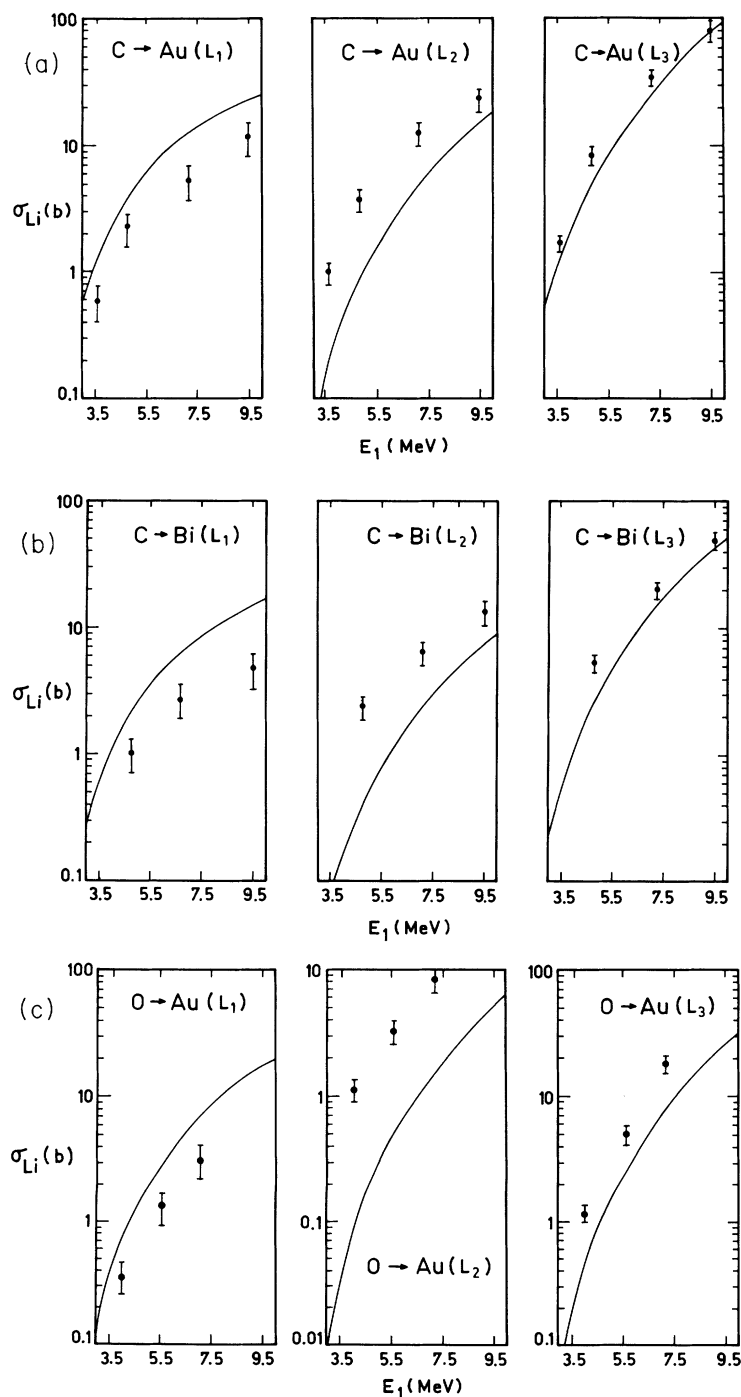 (a)
C → Au(L₁)
C → Au(L₂)
C → Au(L₃)
100
10
1
0.1
σLi(b)
3.5 5.5 7.5 9.5
3.5 5.5 7.5 9.5
3.5 5.5 7.5 9.5
E₁(MeV)
(b)
C → Bi(L₁)
C → Bi(L₂)
C → Bi(L₃)
100
10
1
0.1
σLi(b)
3.5 5.5 7.5 9.5
3.5 5.5 7.5 9.5
3.5 5.5 7.5 9.5
E₁(MeV)
(c)
O → Au(L₁)
100
10
1
0.1
σLi(b)
3.5 5.5 7.5 9.5
10
1
0.1
0.01
O → Au(L₂)
3.5 5.5 7.5 9.5
O → Au(L₃)
100
10
1
0.1
3.5 5.5 7.5 9.5
E₁(MeV)